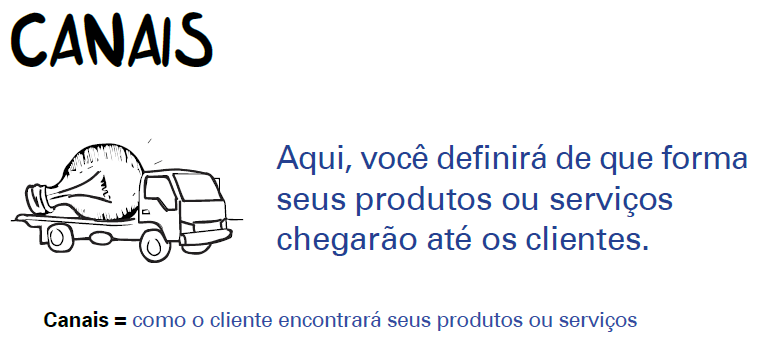 CANAIS
Aqui, você definirá de que forma
seus produtos ou serviços
chegarão até os clientes.
Canais = como o cliente encontrará seus produtos ou serviços